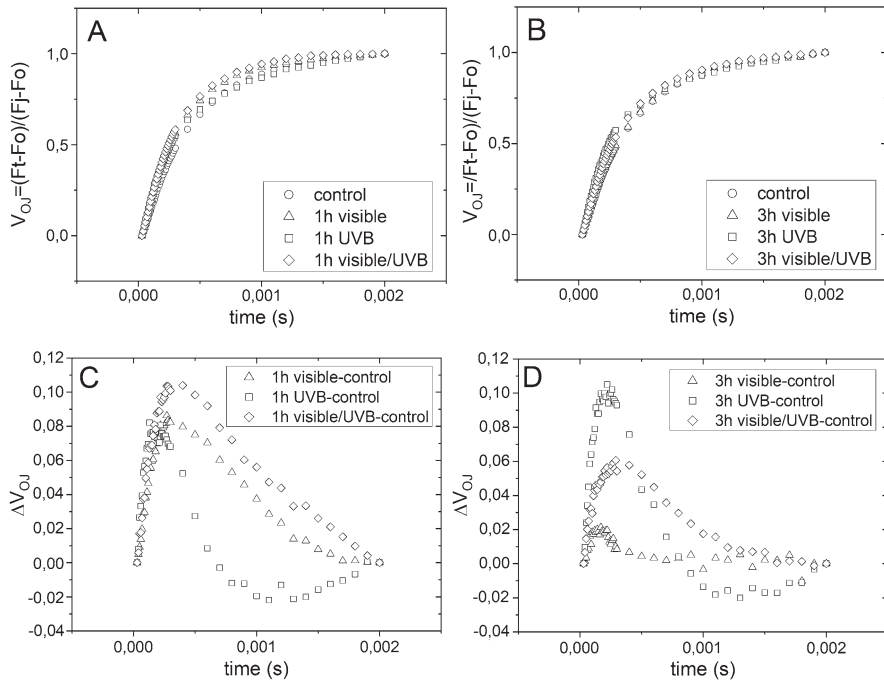 A
V_OJ=(Ft-Fo)/(Fj-Fo)
1,0
0,5
0,0
control
1h visible
1h UVB
1h visible/UVB
0,000
0,001
0,002
time (s)
B
V_OJ=/Ft-Fo)/(Fj-Fo)
1,0
0,5
0,0
control
3h visible
3h UVB
3h visible/UVB
0,000
0,001
0,002
time (s)
C
ΔV_OJ
0,12
0,10
0,08
0,06
0,04
0,02
0,00
-0,02
-0,04
1h visible-control
1h UVB-control
1h visible/UVB-control
0,000
0,001
0,002
time (s)
D
ΔV_OJ
0,12
0,10
0,08
0,06
0,04
0,02
0,00
-0,02
-0,04
3h visible-control
3h UVB-control
3h visible/UVB-control
0,000
0,001
0,002
time (s)